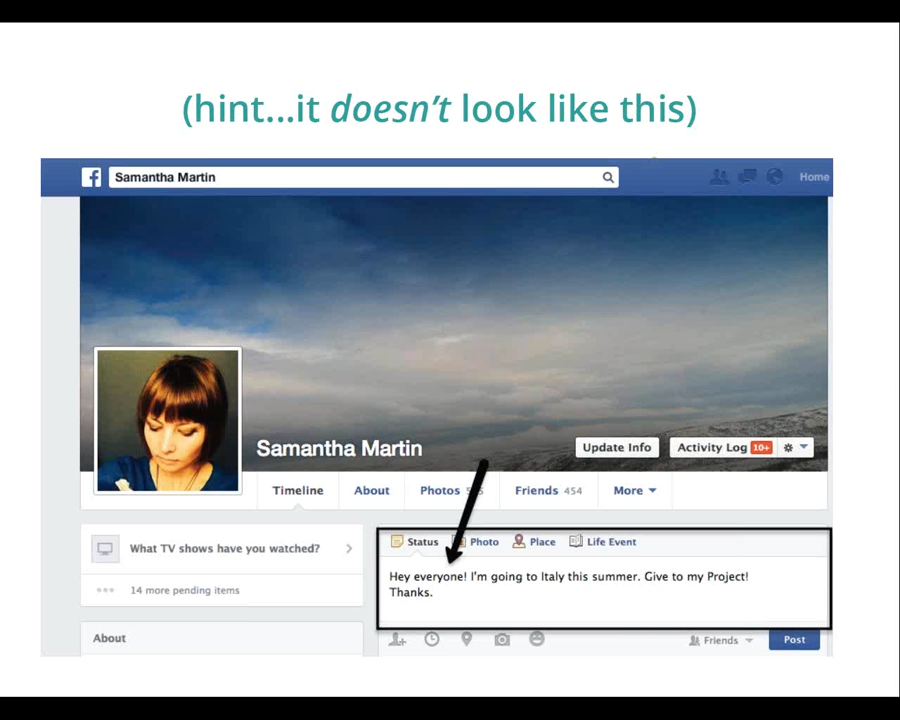 (hint...it doesn't look like this)
Samantha Martin
Home
Samantha Martin
Update Info
Activity Log 10+
Timeline
About
Photos
Friends 454
More
What TV shows have you watched?
14 more pending items
About
Status
Photo
Place
Life Event
Hey everyone! I'm going to Italy this summer. Give to my Project!
Thanks.
Friends
Post